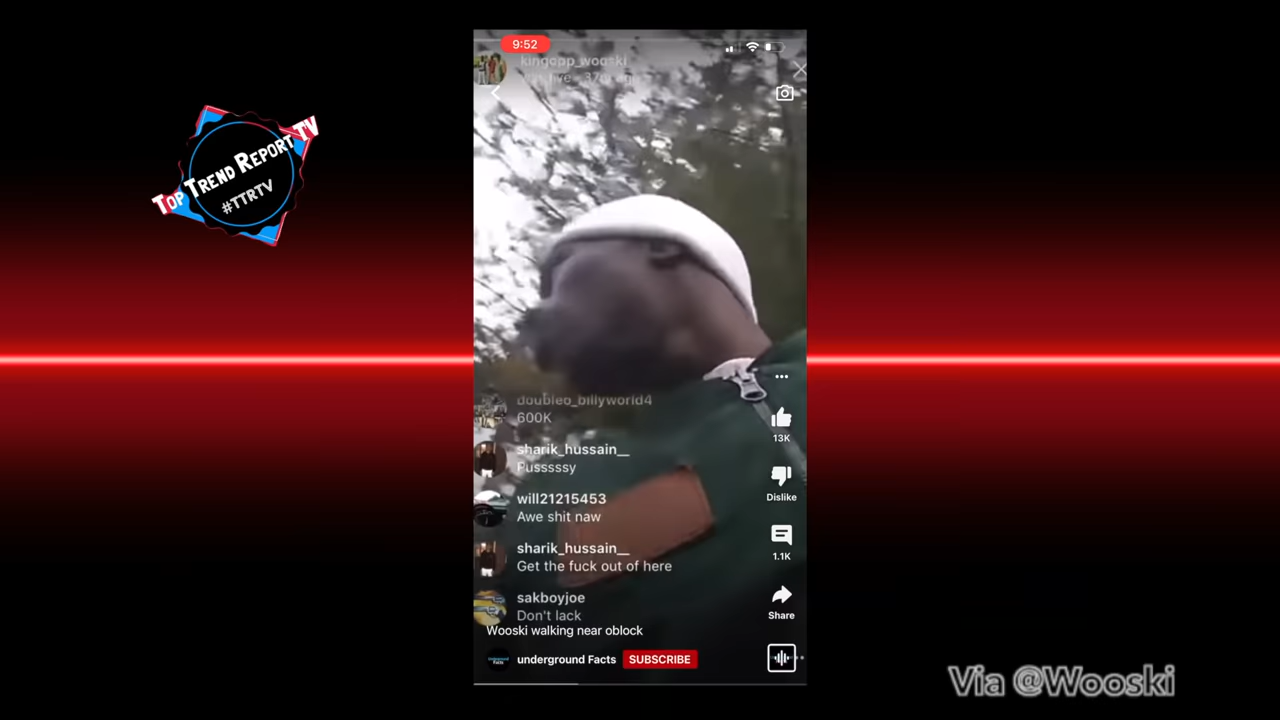 9:52
kingopp_wooski
TOP TREND REPORT TV
#TTRTV
doubleo_billyworld4
600K
sharik_hussain__
Pusssssy
13K
will21215453
Awe shit naw
Dislike
sharik_hussain__
Get the fuck out of here
1.1K
sakboyjoe
Don't lack
Share
Wooski walking near oblock
underground Facts
SUBSCRIBE
Via @Wooski